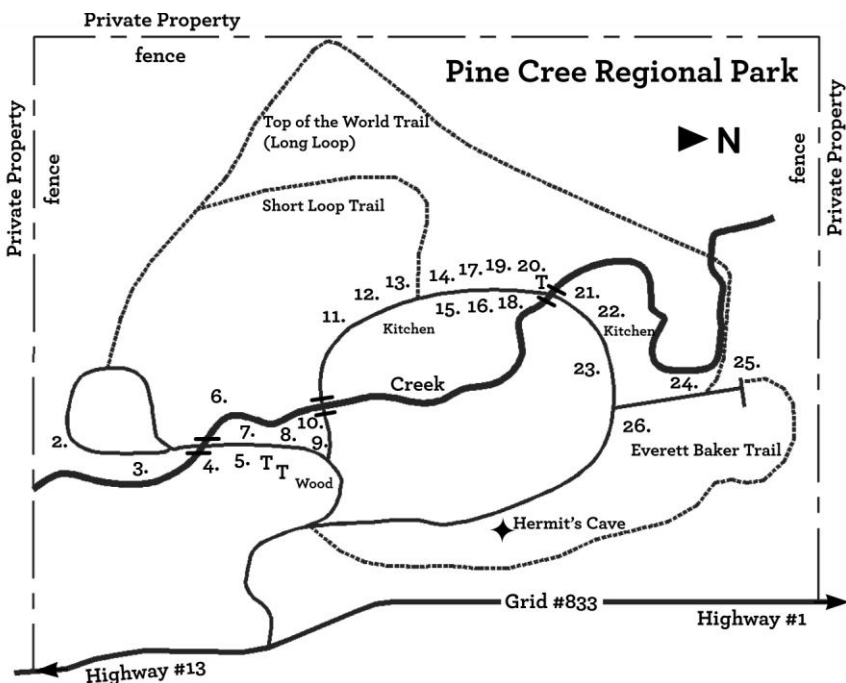 Private Property
fence
Pine Cree Regional Park
Private Property
fence
Private Property
fence
N
Top of the World Trail
(Long Loop)
Short Loop Trail
14. 17. 19. 20.
T
13.
12.
11.
15. 16. 18.
21.
22.
Kitchen
Kitchen
23.
Creek
24.
25.
6.
10.
26.
7.
8.
9.
2.
3.
4.
5.
T T
Wood
Everett Baker Trail
Hermit's Cave
Grid #833
Highway #1
Highway #13